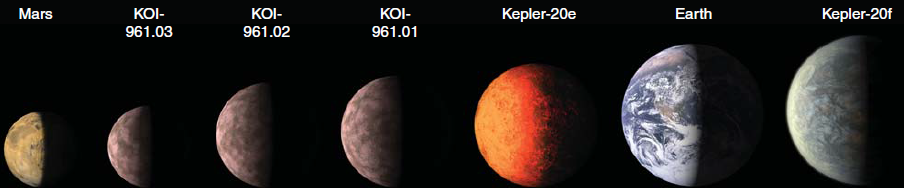 Mars
KOI-
961.03
KOI-
961.02
KOI-
961.01
Kepler-20e
Earth
Kepler-20f